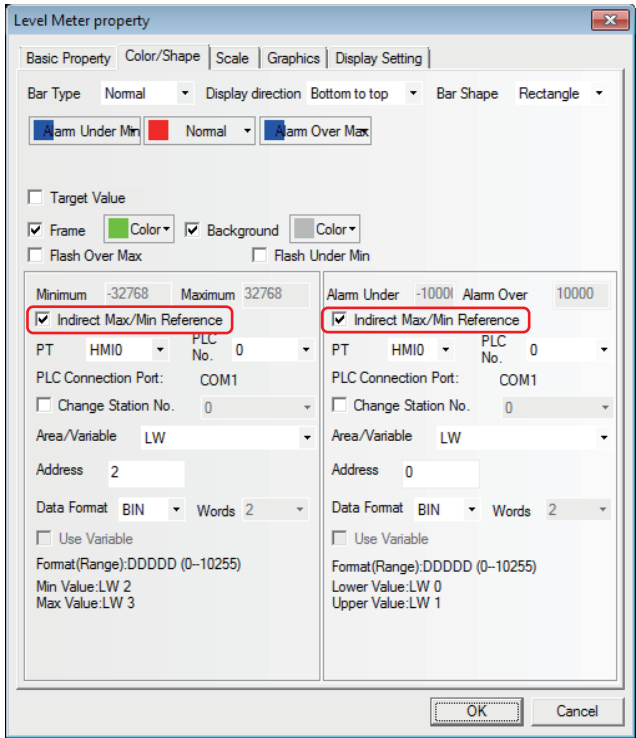 Level Meter property
Basic Property Color/Shape Scale Graphics Display Setting
Bar Type Normal Display direction Bottom to top Bar Shape Rectangle
Alarm Under Min Normal Alarm Over Max
Target Value
Frame Color Background Color
Flash Over Max Flash Under Min
Minimum -32768 Maximum 32768
Indirect Max/Min Reference
PT HMI0 PLC No. 0
PLC Connection Port: COM1
Change Station No. 0
Area/Variable LW
Address 2
Data Format BIN Words 2
Use Variable
Format(Range):DDDDD (0--10255)
Min Value:LW 2
Max Value:LW 3
Alarm Under -1000 Alarm Over 10000
Indirect Max/Min Reference
PT HMI0 PLC No. 0
PLC Connection Port: COM1
Change Station No. 0
Area/Variable LW
Address 0
Data Format BIN Words 2
Use Variable
Format(Range):DDDDD (0--10255)
Lower Value:LW 0
Upper Value:LW 1
OK Cancel